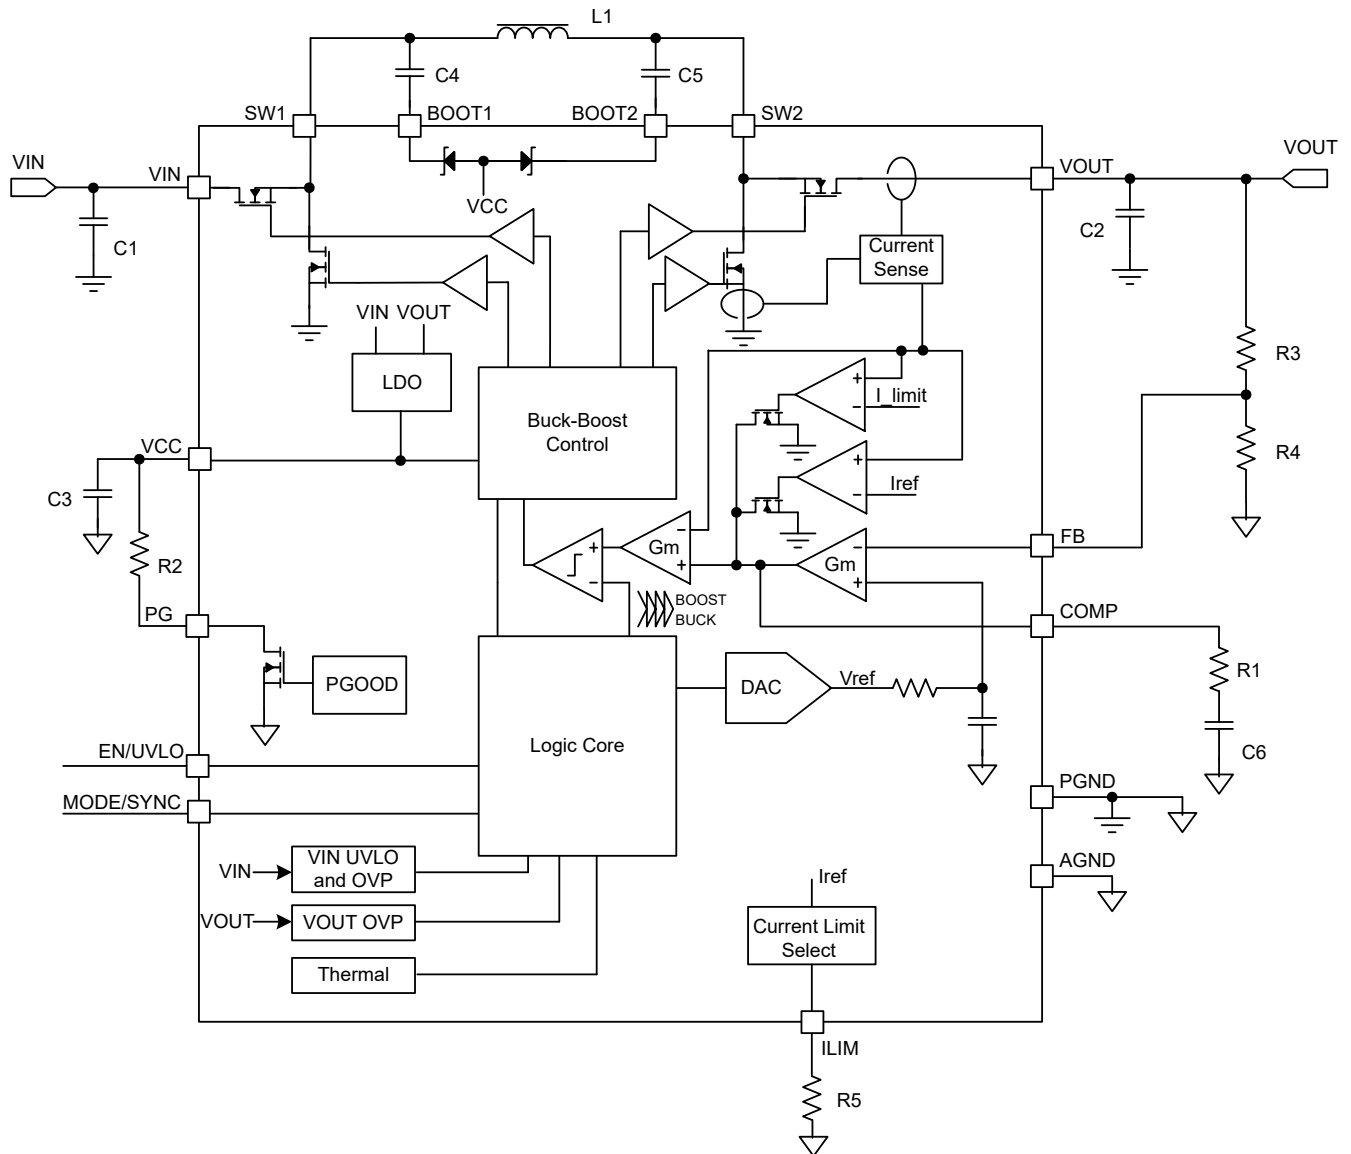 L1
C4
C5
SW1
BOOT1
BOOT2
SW2
VIN
VIN
VOUT
VOUT
VCC
C1
C2
Current
Sense
VIN
VOUT
LDO
R3
I_limit
Buck-Boost
Control
VCC
R4
Iref
C3
FB
Gm
Gm
R2
BOOST
BUCK
PG
COMP
PGOOD
DAC
Vref
R1
EN/UVLO
Logic Core
C6
MODE/SYNC
PGND
VIN
VIN UVLO
and OVP
AGND
Iref
VOUT
VOUT OVP
Current Limit
Select
Thermal
ILIM
R5